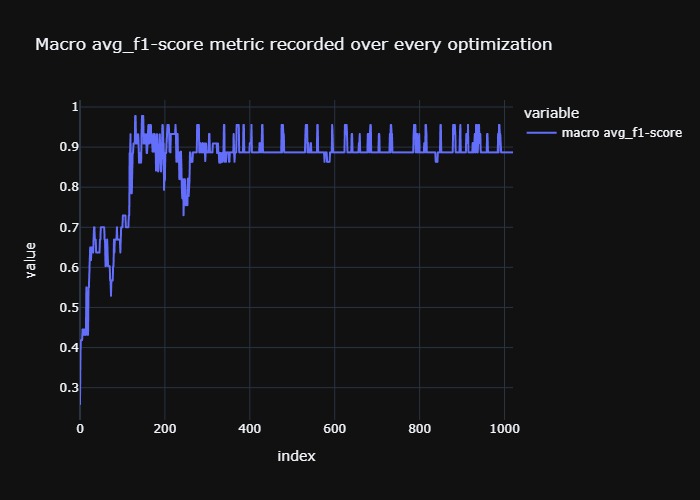 Macro avg_f1-score metric recorded over every optimization
variable
macro avg_f1-score
value
1
0.9
0.8
0.7
0.6
0.5
0.4
0.3
0 200 400 600 800 1000
index